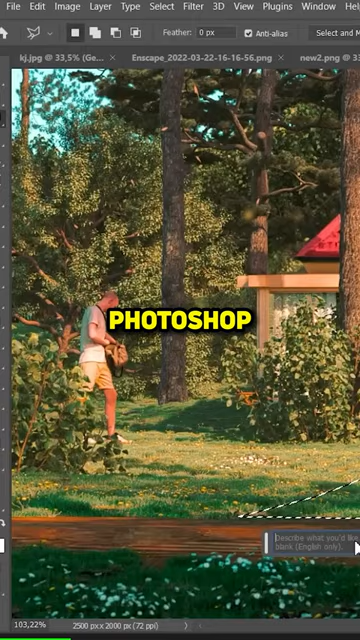 File Edit Image Layer Type Select Filter 3D View Plugins Window
Feather: 0 px Anti-alias Select and
kj.jpg @ 33,5% (Ge... × Enscape_2022-03-22-16-16-56.png × new2.png @ 33
PHOTOSHOP
Describe what you'd like
blank (English only).
103,22% 2500 px x 2000 px (72 ppi)